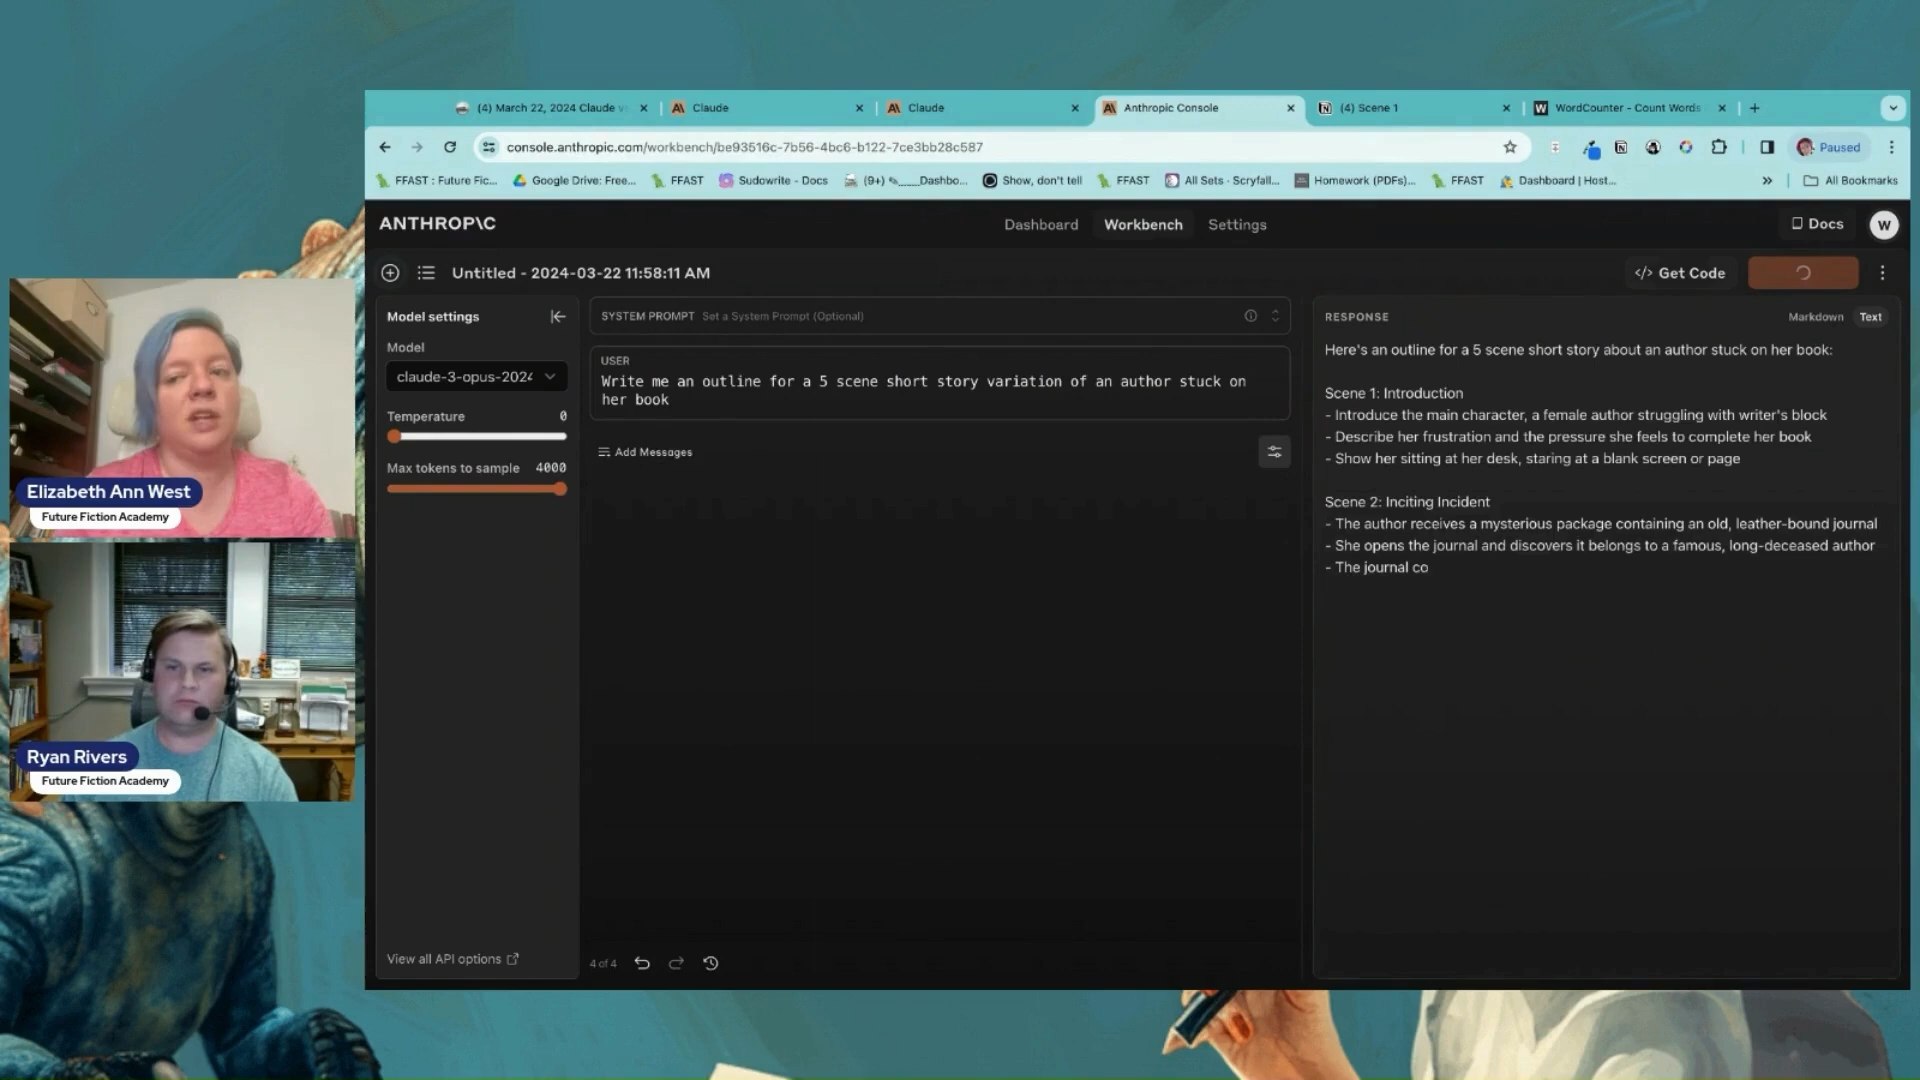 (4) March 22, 2024 Claude v
Claude
Claude
Anthropic Console
(4) Scene 1
WordCounter - Count Words
console.anthropic.com/workbench/be93516c-7b56-4bc6-b122-7ce3bb28c587
Paused
FFAST : Future Fic...
Google Drive: Free...
FFAST
Sudowrite - Docs
(9+) ____Dashbo...
Show, don't tell
FFAST
All Sets · Scryfall...
Homework (PDFs)...
FFAST
Dashboard | Host...
All Bookmarks
ANTHROP\C
Dashboard
Workbench
Settings
Docs
W
Untitled - 2024-03-22 11:58:11 AM
</> Get Code
Model settings
Model
claude-3-opus-2024
Temperature 0
Max tokens to sample 4000
View all API options
SYSTEM PROMPT Set a System Prompt (Optional)
USER
Write me an outline for a 5 scene short story variation of an author stuck on
her book
Add Messages
4 of 4
RESPONSE
Markdown
Text
Here's an outline for a 5 scene short story about an author stuck on her book:
Scene 1: Introduction
- Introduce the main character, a female author struggling with writer's block
- Describe her frustration and the pressure she feels to complete her book
- Show her sitting at her desk, staring at a blank screen or page
Scene 2: Inciting Incident
- The author receives a mysterious package containing an old, leather-bound journal
- She opens the journal and discovers it belongs to a famous, long-deceased author
- The journal co
Elizabeth Ann West
Future Fiction Academy
Ryan Rivers
Future Fiction Academy